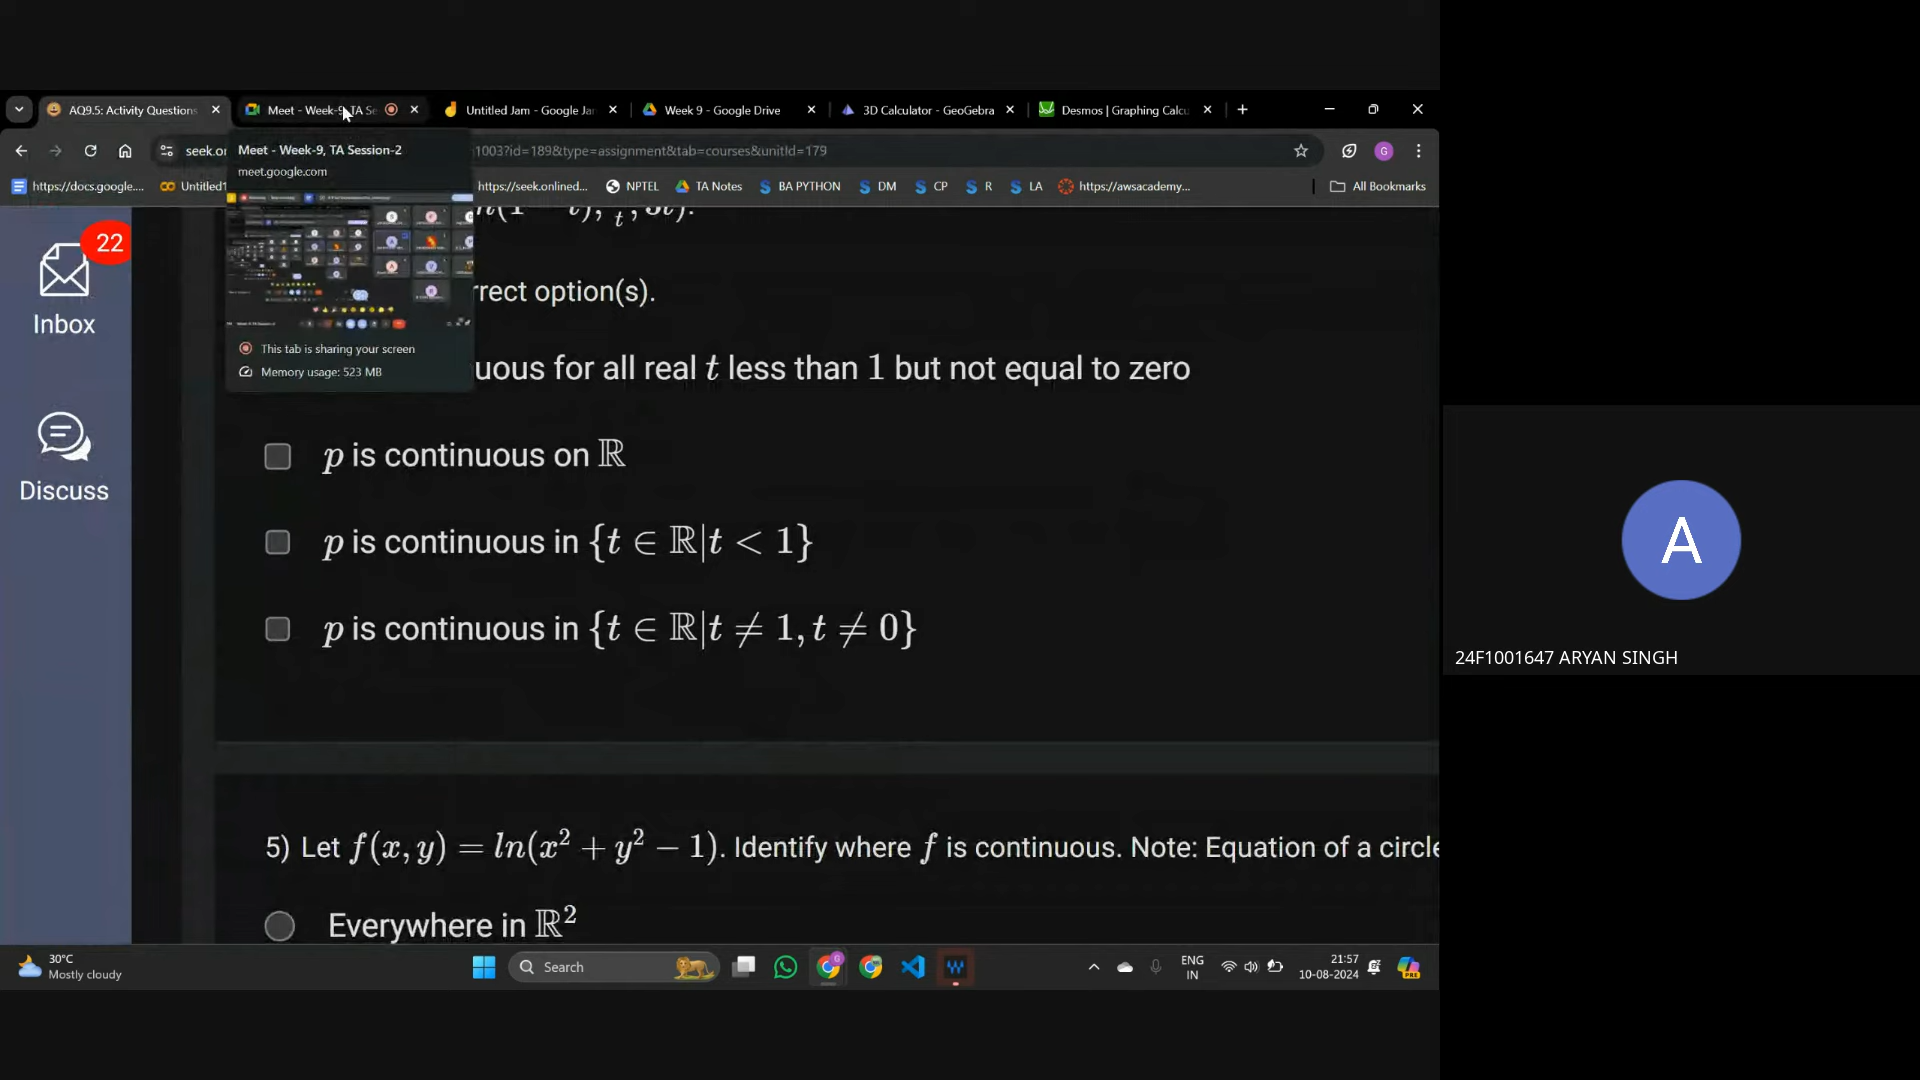 AQ9.5: Activity Questions
Meet - Week-9, TA Se
Untitled Jam - Google Ja
Week 9 - Google Drive
3D Calculator - GeoGebra
Desmos | Graphing Calc
seek.o
1003?id=189&type=assignment&tab=courses&unitId=179
G
Meet - Week-9, TA Session-2
meet.google.com
https://docs.google....
Untitled1
https://seek.onlined...
NPTEL
TA Notes
BA PYTHON
DM
CP
R
LA
https://awsacademy...
All Bookmarks
This tab is sharing your screen
Memory usage: 523 MB
22
Inbox
Discuss
rrect option(s).
uous for all real t less than 1 but not equal to zero
p is continuous on ℝ
p is continuous in {t ∈ ℝ|t < 1}
p is continuous in {t ∈ ℝ|t ≠ 1, t ≠ 0}
5) Let f(x, y) = ln(x² + y² − 1). Identify where f is continuous. Note: Equation of a circle
Everywhere in ℝ²
30°C
Mostly cloudy
Search
ENG
IN
21:57
10-08-2024
PRE
A
24F1001647 ARYAN SINGH